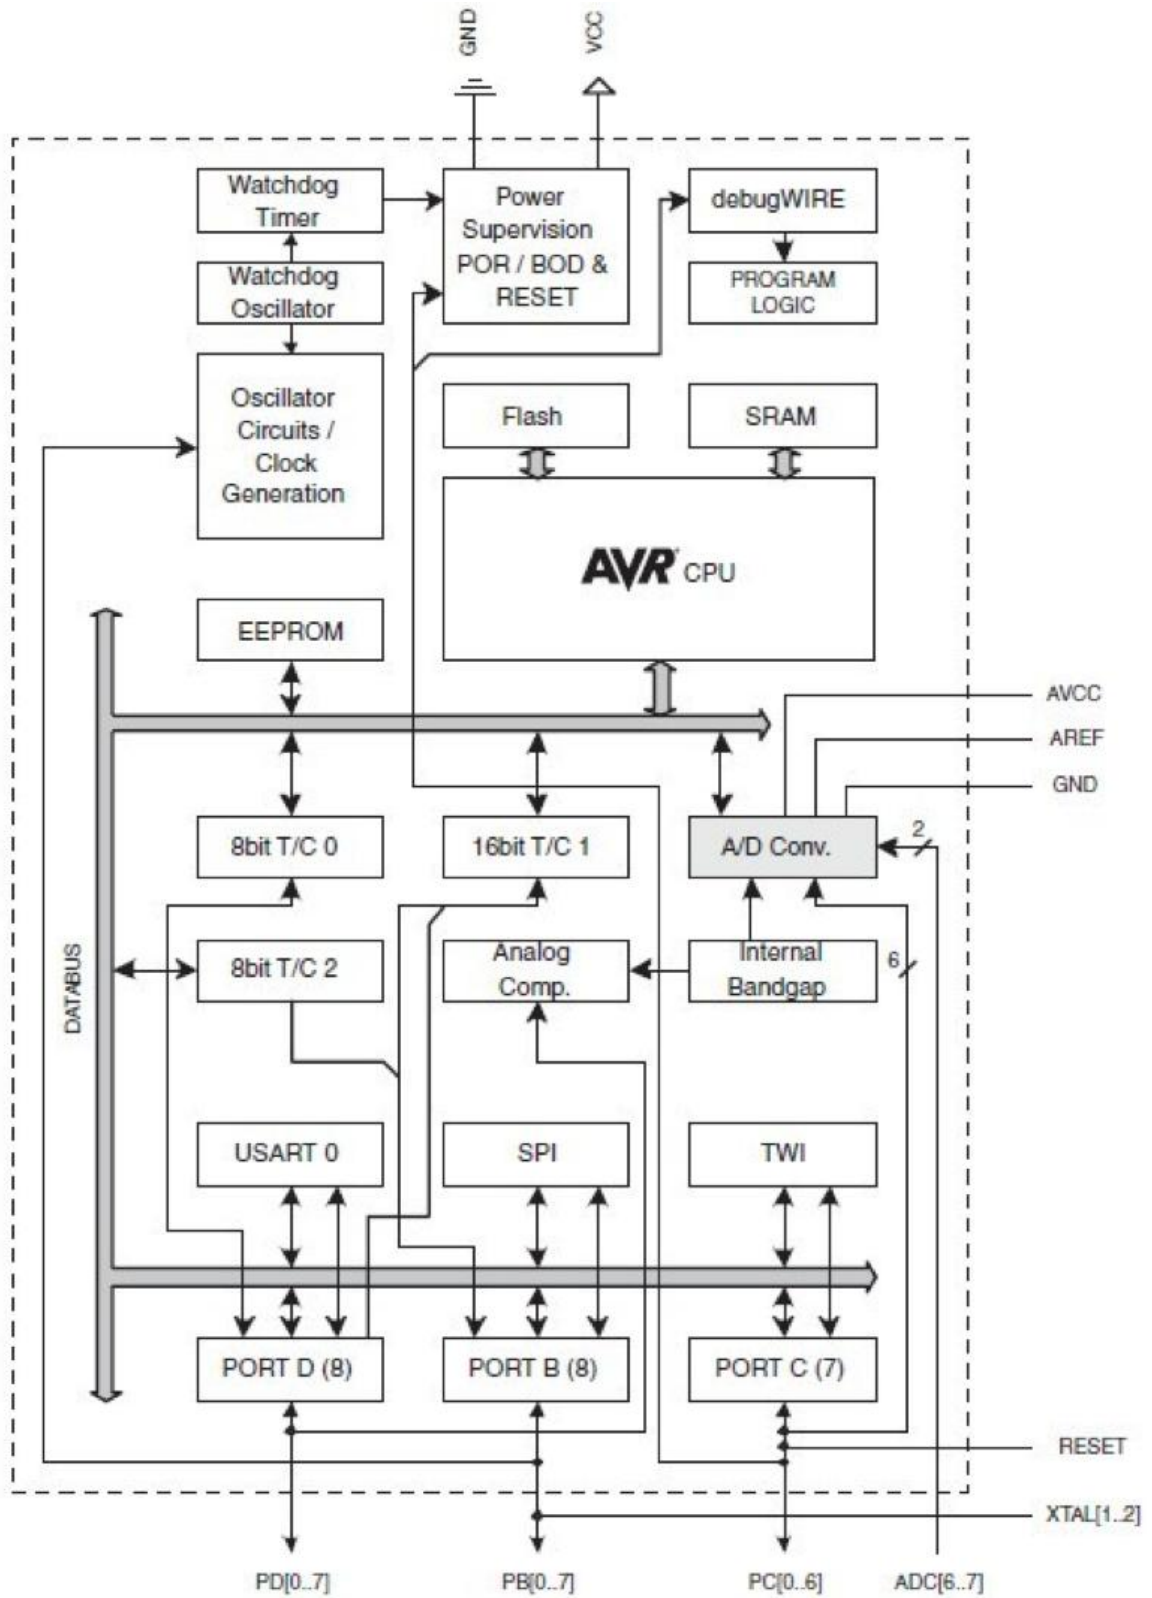 GND
VCC
Watchdog
Timer
Power
Supervision
POR / BOD &
RESET
debugWIRE
Watchdog
Oscillator
PROGRAM
LOGIC
Oscillator
Circuits /
Clock
Generation
Flash
SRAM
AVR CPU
EEPROM
AVCC
AREF
GND
8bit T/C 0
16bit T/C 1
A/D Conv.
2
DATABUS
8bit T/C 2
Analog
Comp.
Internal
Bandgap
6
USART 0
SPI
TWI
PORT D (8)
PORT B (8)
PORT C (7)
RESET
XTAL[1..2]
PD[0..7]
PB[0..7]
PC[0..6]
ADC[6..7]